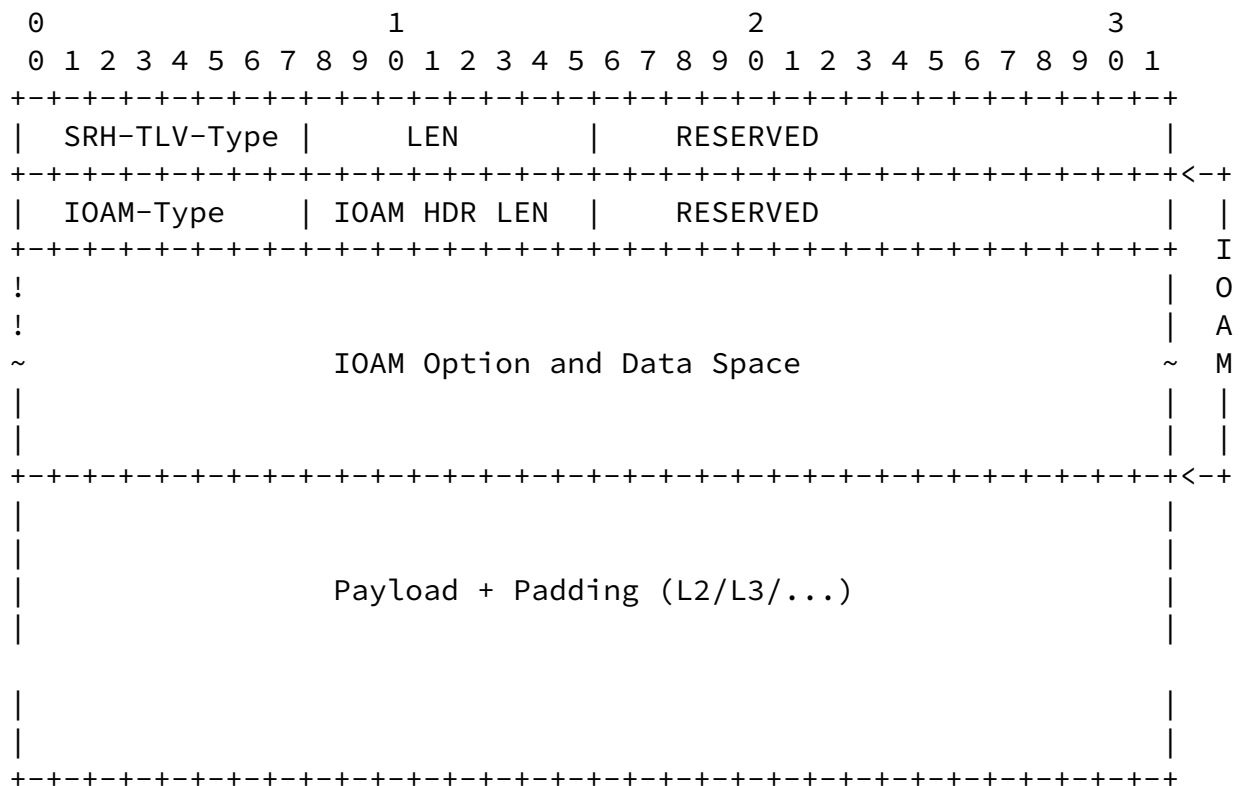 0                   1                   2                   3
 0 1 2 3 4 5 6 7 8 9 0 1 2 3 4 5 6 7 8 9 0 1 2 3 4 5 6 7 8 9 0 1
+-+-+-+-+-+-+-+-+-+-+-+-+-+-+-+-+-+-+-+-+-+-+-+-+-+-+-+-+-+-+-+-+
|  SRH-TLV-Type |     LEN       |    RESERVED                   |
+-+-+-+-+-+-+-+-+-+-+-+-+-+-+-+-+-+-+-+-+-+-+-+-+-+-+-+-+-+-+-+-+<-+
|  IOAM-Type    | IOAM HDR LEN  |    RESERVED                   |  |
+-+-+-+-+-+-+-+-+-+-+-+-+-+-+-+-+-+-+-+-+-+-+-+-+-+-+-+-+-+-+-+-+  I
!                                                               |  O
!                                                               |  A
~                 IOAM Option and Data Space                    ~  M
|                                                               |  |
|                                                               |  |
+-+-+-+-+-+-+-+-+-+-+-+-+-+-+-+-+-+-+-+-+-+-+-+-+-+-+-+-+-+-+-+-+<-+
|                                                               |
|                                                               |
|                 Payload + Padding (L2/L3/...)                 |
|                                                               |

|                                                               |
|                                                               |
+-+-+-+-+-+-+-+-+-+-+-+-+-+-+-+-+-+-+-+-+-+-+-+-+-+-+-+-+-+-+-+-+